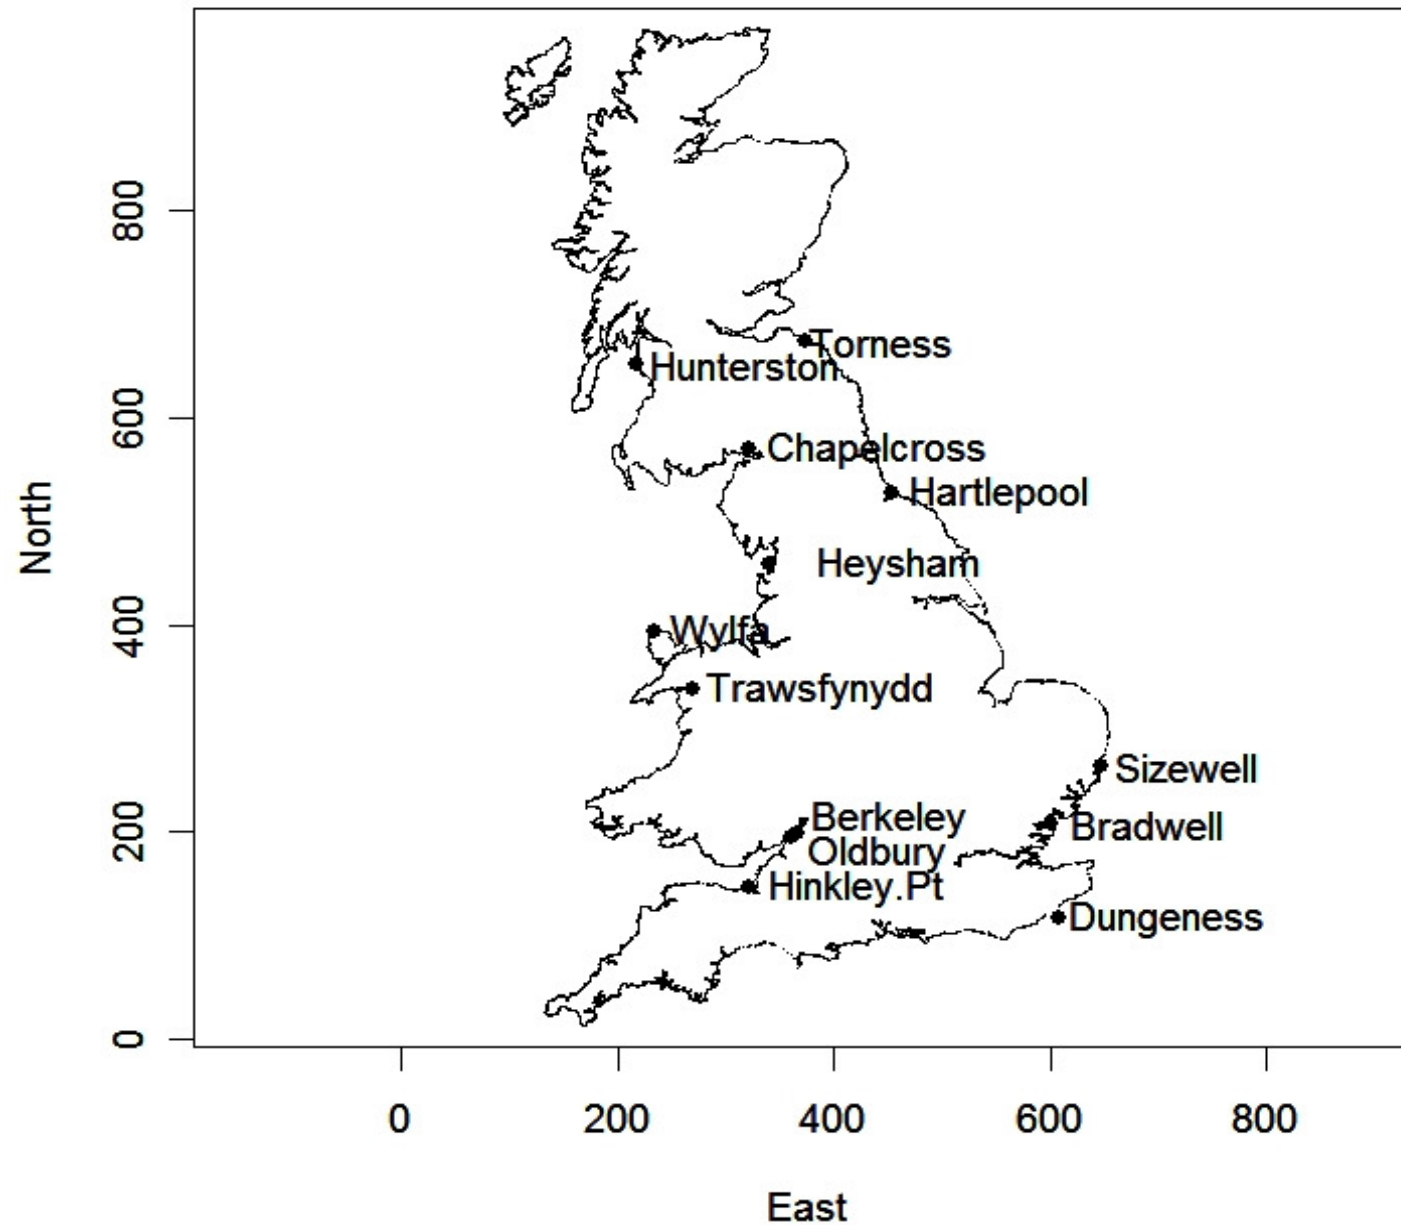 800
Torness
Hunterston
600
Chapelcross
Hartlepool
North
Heysham
400
Wylfa
Trawsfynydd
Sizewell
200
Berkeley
Bradwell
Oldbury
Hinkley.Pt
Dungeness
0
0 200 400 600 800
East